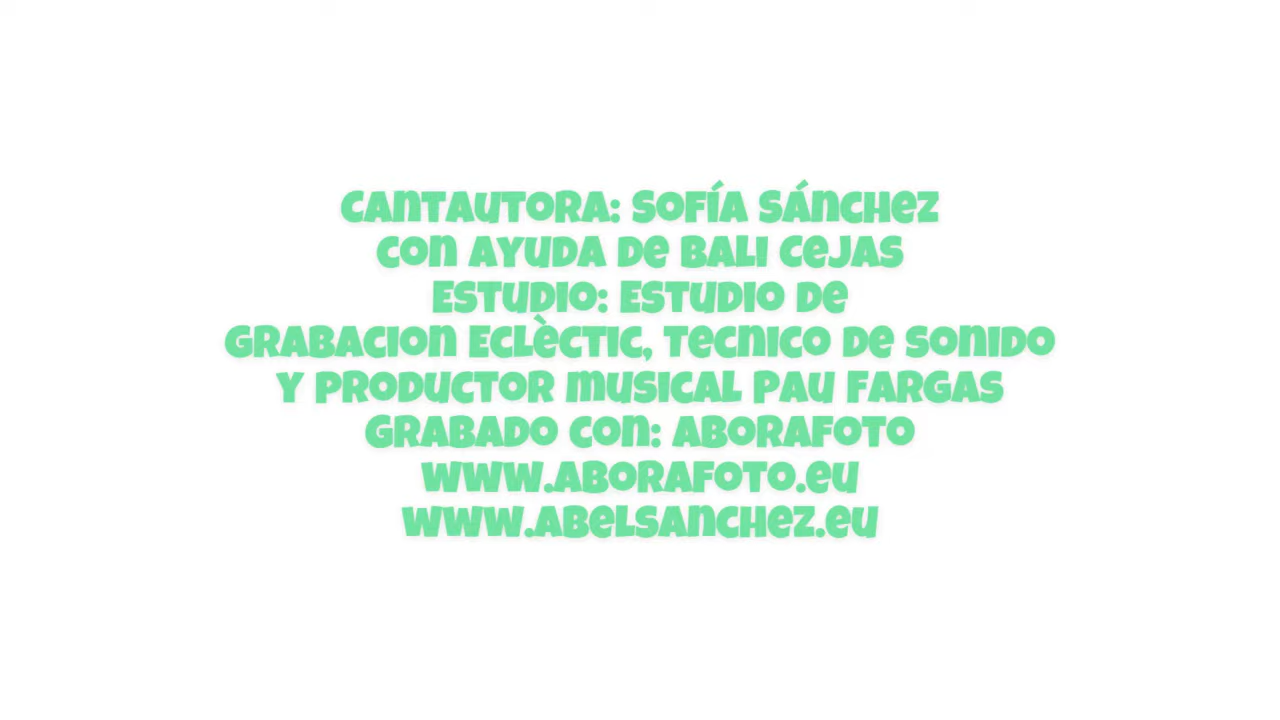 Cantautora: Sofía Sánchez
con ayuda de Bali Cejas
Estudio: Estudio de
grabacion Eclèctic, tecnico de sonido
y productor musical Pau Fargas
Grabado con: aborafoto
www.aborafoto.eu
www.abelsanchez.eu